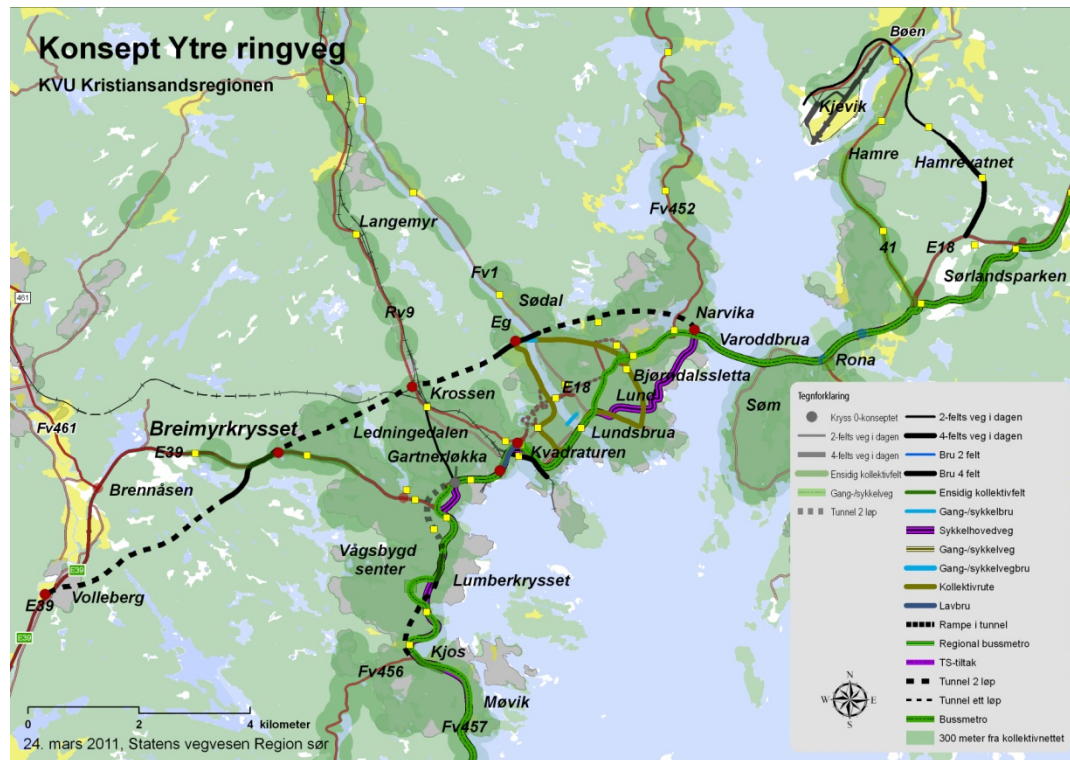 Konsept Ytre ringveg
KVU Kristiansandsregionen
Bøen
Kjevik
Hamre
Hamrevatnet
Fv452
Langemyr
41
E18
Sørlandsparken
Fv1
Sødal
461
Rv9
Eg
Narvika
Varoddbrua
Rona
Bjørndalssletta
Krossen
E18
Lund
Søm
Breimyrkrysset
Ledningedalen
Lundsbrua
Fv461
E39
Gartnerløkka
Kvadraturen
Brennåsen
Vågsbygd
senter
Lumberkrysset
E39
E39
Volleberg
E39
Kjos
Fv456
Møvik
Fv457
0 2 4 kilometer
24. mars 2011, Statens vegvesen Region sør
Tegnforklaring
Kryss 0-konseptet
2-felts veg i dagen
4-felts veg i dagen
Ensidig kollektivfelt
Gang-/sykkelveg
Tunnel 2 løp
2-felts veg i dagen
4-felts veg i dagen
Bru 2 felt
Bru 4 felt
Ensidig kollektivfelt
Gang-/sykkelbru
Sykkelhovedveg
Gang-/sykkelveg
Gang-/sykkelvegbru
Kollektivrute
Lavbru
Rampe i tunnel
Regional bussmetro
TS-tiltak
Tunnel 2 løp
Tunnel ett løp
Bussmetro
300 meter fra kollektivnettet
N
W E
S